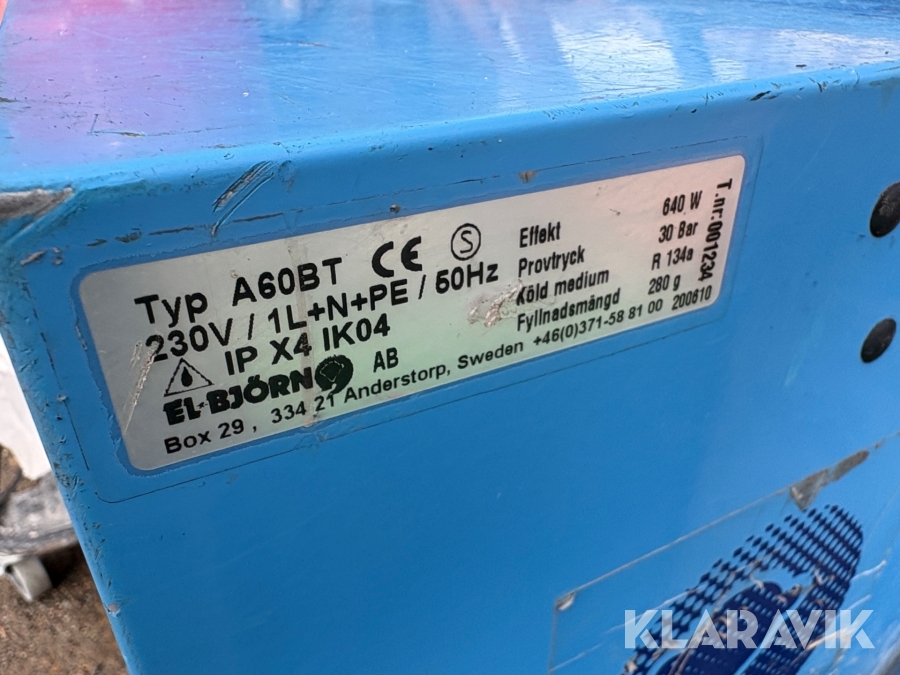 Typ A60BT CE S
230V / 1L+N+PE / 50Hz
IP X4 IK04
EL-BJÖRN AB
Box 29 , 334 21 Anderstorp, Sweden +46(0)371-58 81 00 200610
Effekt 640 W
Provtryck 30 Bar
Köld medium R 134a
Fyllnadsmängd 280 g
T.nr:001234
KLARAVIK